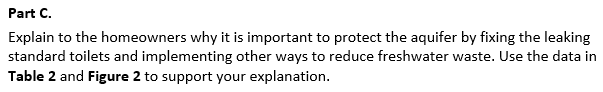 Part C.
Explain to the homeowners why it is important to protect the aquifer by fixing the leaking
standard toilets and implementing other ways to reduce freshwater waste. Use the data in
Table 2 and Figure 2 to support your explanation.